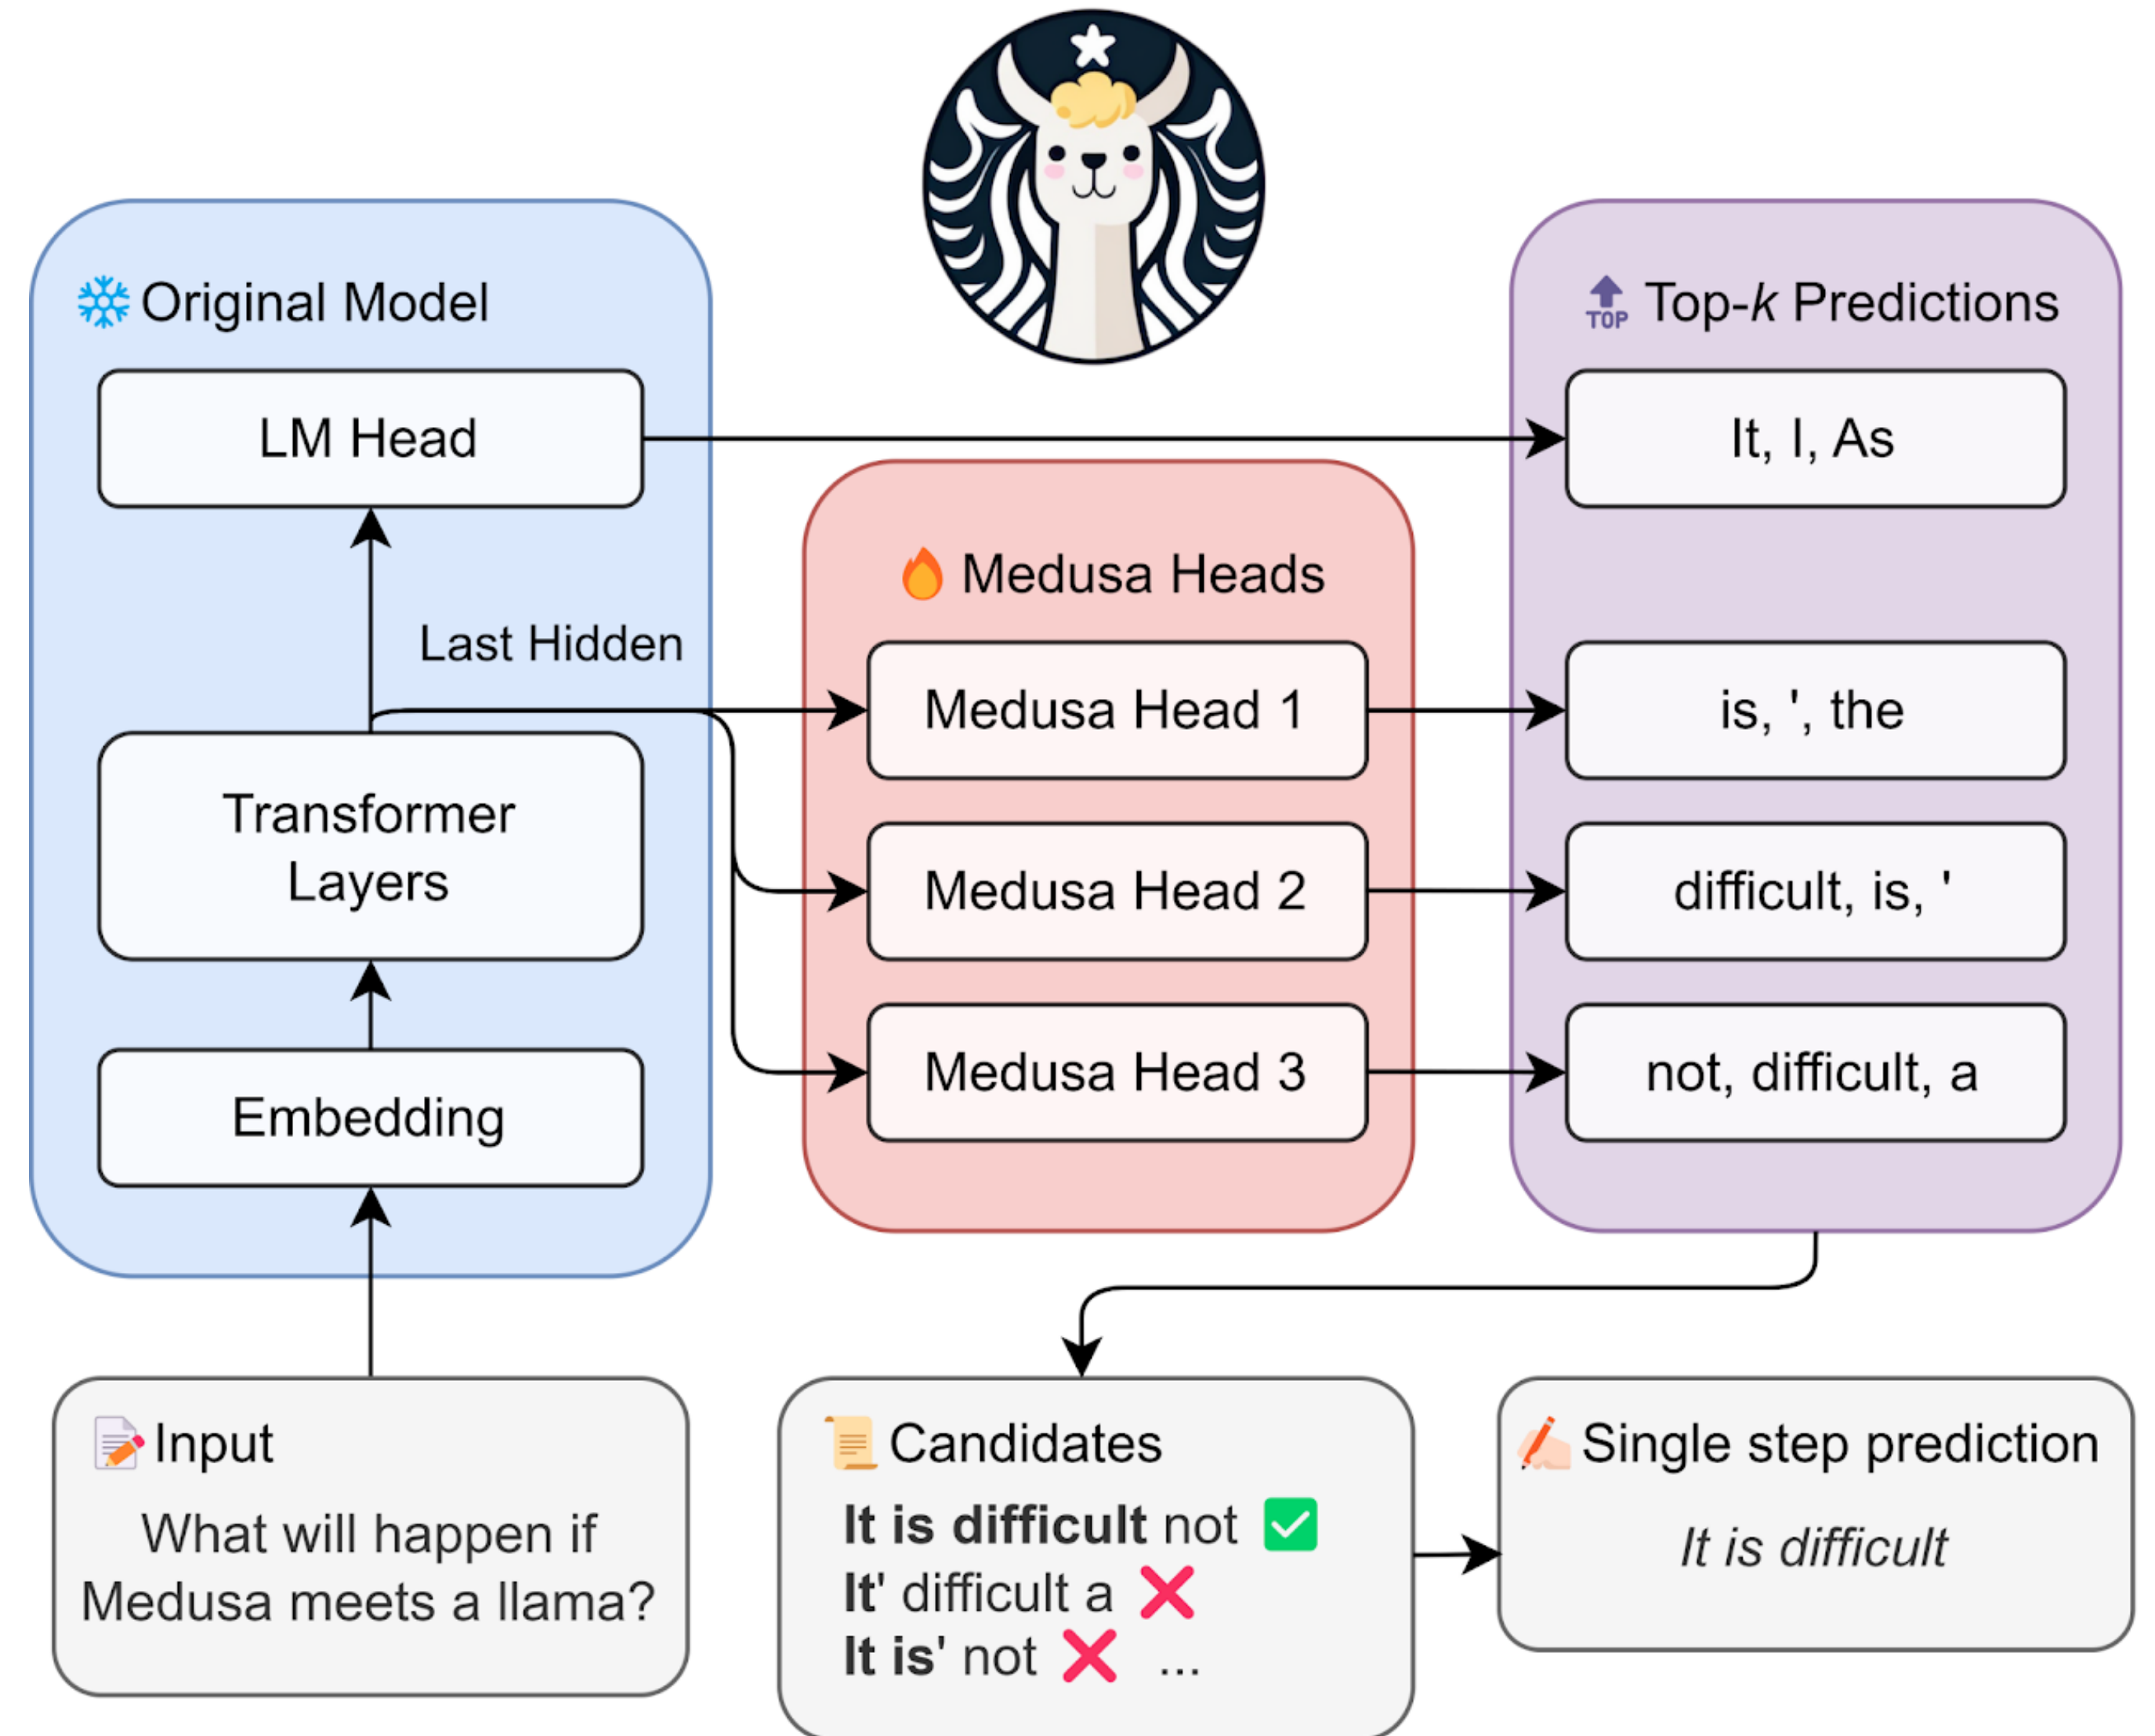 Original Model
LM Head
Last Hidden
Transformer
Layers
Embedding
Medusa Heads
Medusa Head 1
Medusa Head 2
Medusa Head 3
TOP
Top-k Predictions
It, I, As
is, ', the
difficult, is, '
not, difficult, a
Input
What will happen if
Medusa meets a llama?
Candidates
It is difficult not
It' difficult a
It is' not ...
Single step prediction
It is difficult